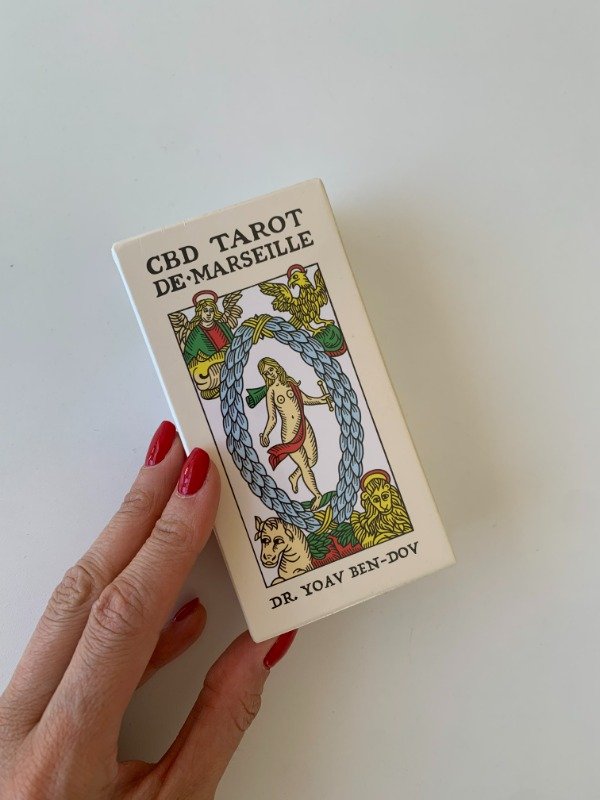 CBD TAROT
DE•MARSEILLE
DR. YOAV BEN-DOV